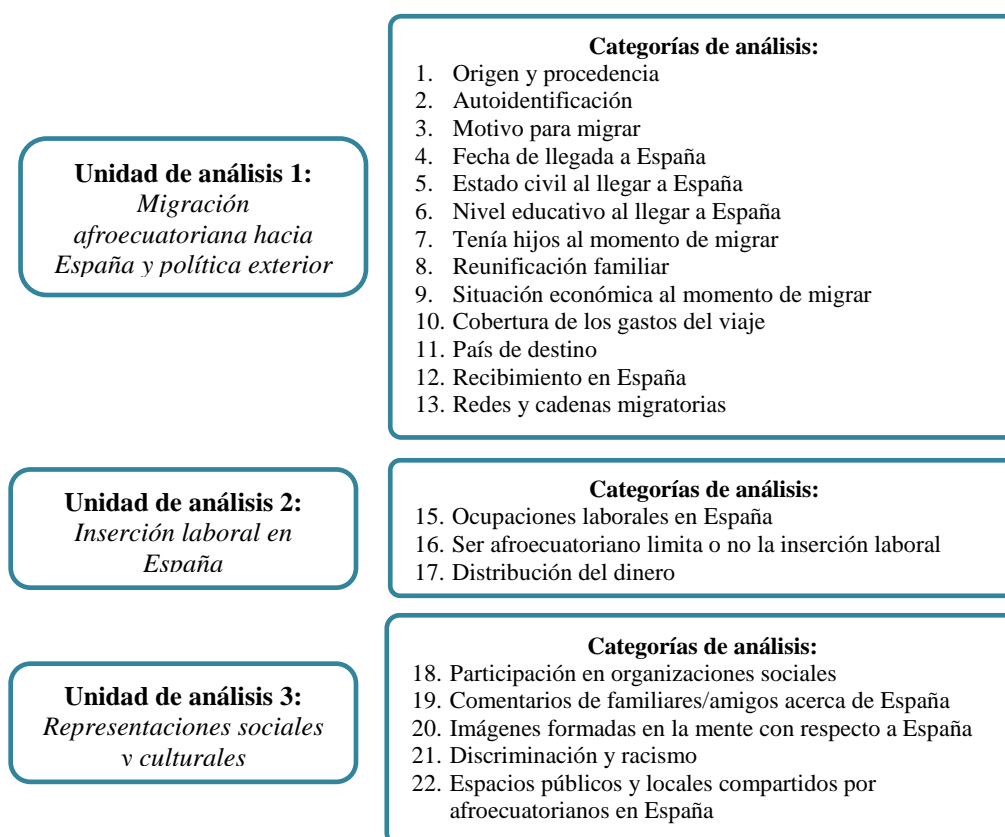 Categorías de análisis:
1. Origen y procedencia
2. Autoidentificación
3. Motivo para migrar
4. Fecha de llegada a España
5. Estado civil al llegar a España
6. Nivel educativo al llegar a España
7. Tenía hijos al momento de migrar
8. Reunificación familiar
9. Situación económica al momento de migrar
10. Cobertura de los gastos del viaje
11. País de destino
12. Recibimiento en España
13. Redes y cadenas migratorias
Unidad de análisis 1:
Migración
afroecuatoriana hacia
España y política exterior
Unidad de análisis 2:
Inserción laboral en
España
Categorías de análisis:
15. Ocupaciones laborales en España
16. Ser afroecuatoriano limita o no la inserción laboral
17. Distribución del dinero
Unidad de análisis 3:
Representaciones sociales
y culturales
Categorías de análisis:
18. Participación en organizaciones sociales
19. Comentarios de familiares/amigos acerca de España
20. Imágenes formadas en la mente con respecto a España
21. Discriminación y racismo
22. Espacios públicos y locales compartidos por
afroecuatorianos en España